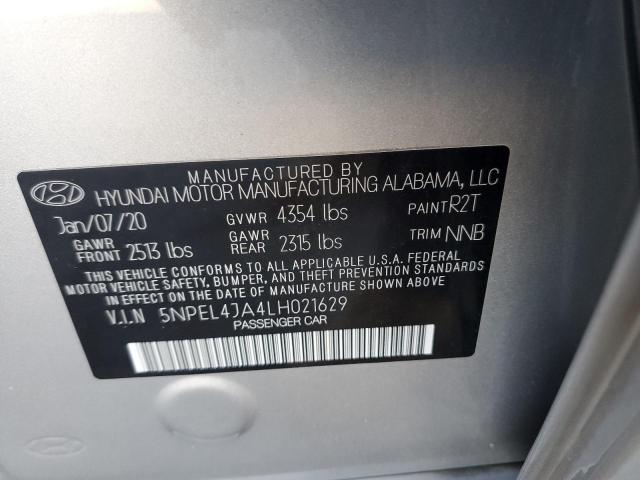 MANUFACTURED BY
HYUNDAI MOTOR MANUFACTURING ALABAMA, LLC
Jan/07/20 GVWR 4354 lbs PAINT R2T
GAWR FRONT 2513 lbs GAWR REAR 2315 lbs TRIM NNB
THIS VEHICLE CONFORMS TO ALL APPLICABLE U.S.A. FEDERAL
MOTOR VEHICLE SAFETY, BUMPER, AND THEFT PREVENTION STANDARDS
IN EFFECT ON THE DATE OF MANUFACTURE SHOWN ABOVE.
V.I.N 5NPEL4JA4LH021629
PASSENGER CAR